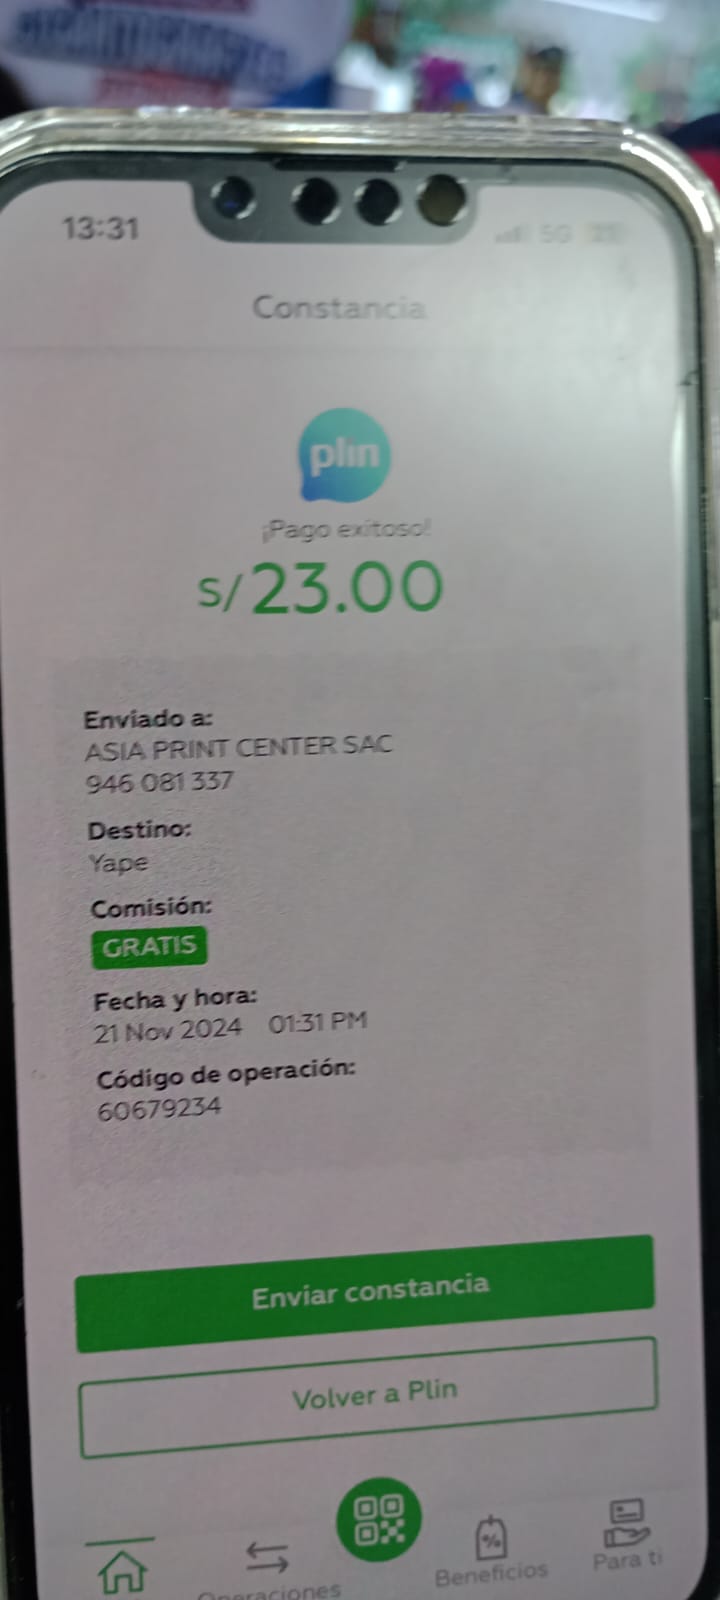 13:31
5G
Constancia
plin
¡Pago exitoso!
s/23.00
Enviado a:
ASIA PRINT CENTER SAC
946 081 337
Destino:
Yape
Comisión:
GRATIS
Fecha y hora:
21 Nov 2024 01:31 PM
Código de operación:
60679234
Enviar constancia
Volver a Plin
Operaciones
Beneficios
Para ti